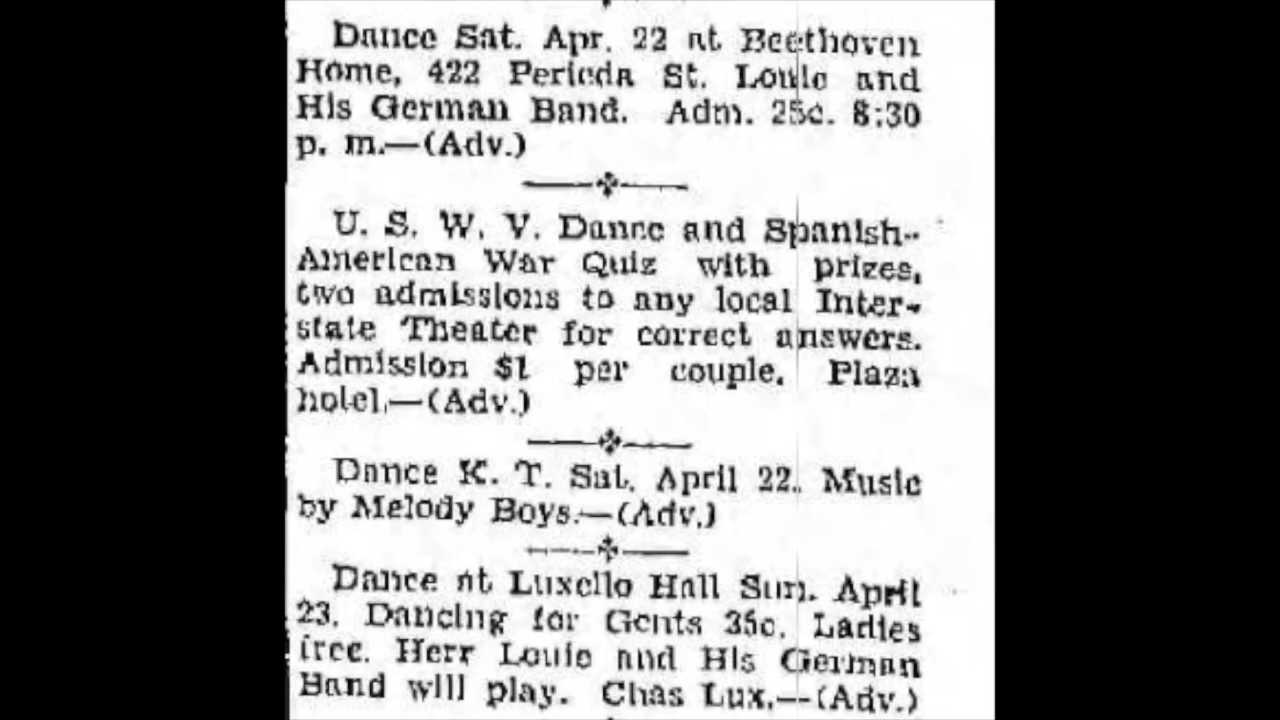 Dance Sat. Apr. 22 at Beethoven
Home, 422 Pereida St. Louie and
His German Band. Adm. 25c. 8:30
p. m.—(Adv.)
U. S. W. V. Dance and Spanish-
American War Quiz with prizes,
two admissions to any local Inter-
state Theater for correct answers.
Admission $1 per couple. Plaza
hotel.—(Adv.)
Dance K. T. Sat. April 22. Music
by Melody Boys.—(Adv.)
Dance at Luxello Hall Sun. April
23. Dancing for Gents 35c. Ladies
free. Herr Louie and His German
Band will play. Chas Lux.—(Adv.)